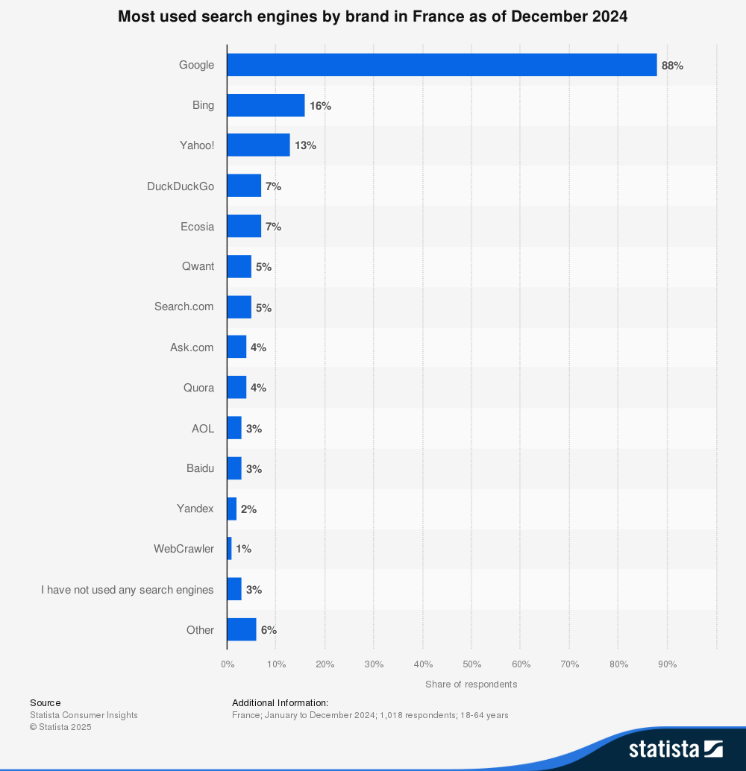 Most used search engines by brand in France as of December 2024
Google 88%
Bing 16%
Yahoo! 13%
DuckDuckGo 7%
Ecosia 7%
Qwant 5%
Search.com 5%
Ask.com 4%
Quora 4%
AOL 3%
Baidu 3%
Yandex 2%
WebCrawler 1%
I have not used any search engines 3%
Other 6%
0% 10% 20% 30% 40% 50% 60% 70% 80% 90%
Share of respondents
Source
Statista Consumer Insights
© Statista 2025
Additional Information:
France; January to December 2024; 1,018 respondents; 18-64 years
statista